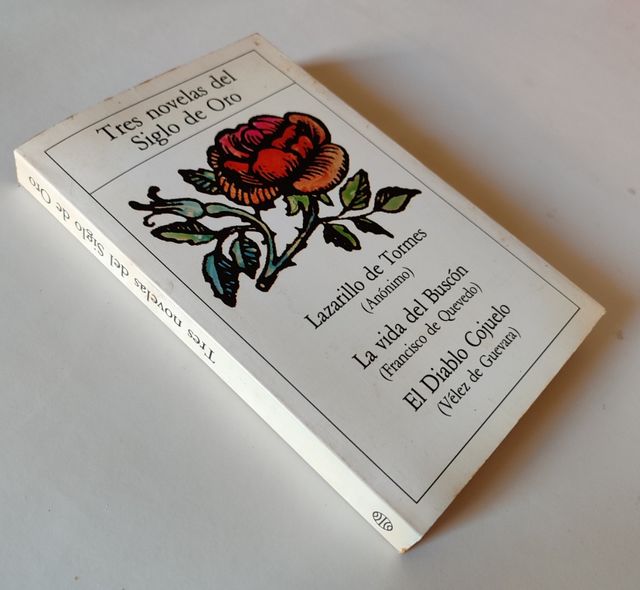 Tres novelas del
Siglo de Oro
Lazarillo de Tormes
(Anónimo)
La vida del Buscón
(Francisco de Quevedo)
El Diablo Cojuelo
(Vélez de Guevara)
Tres novelas del Siglo de Oro